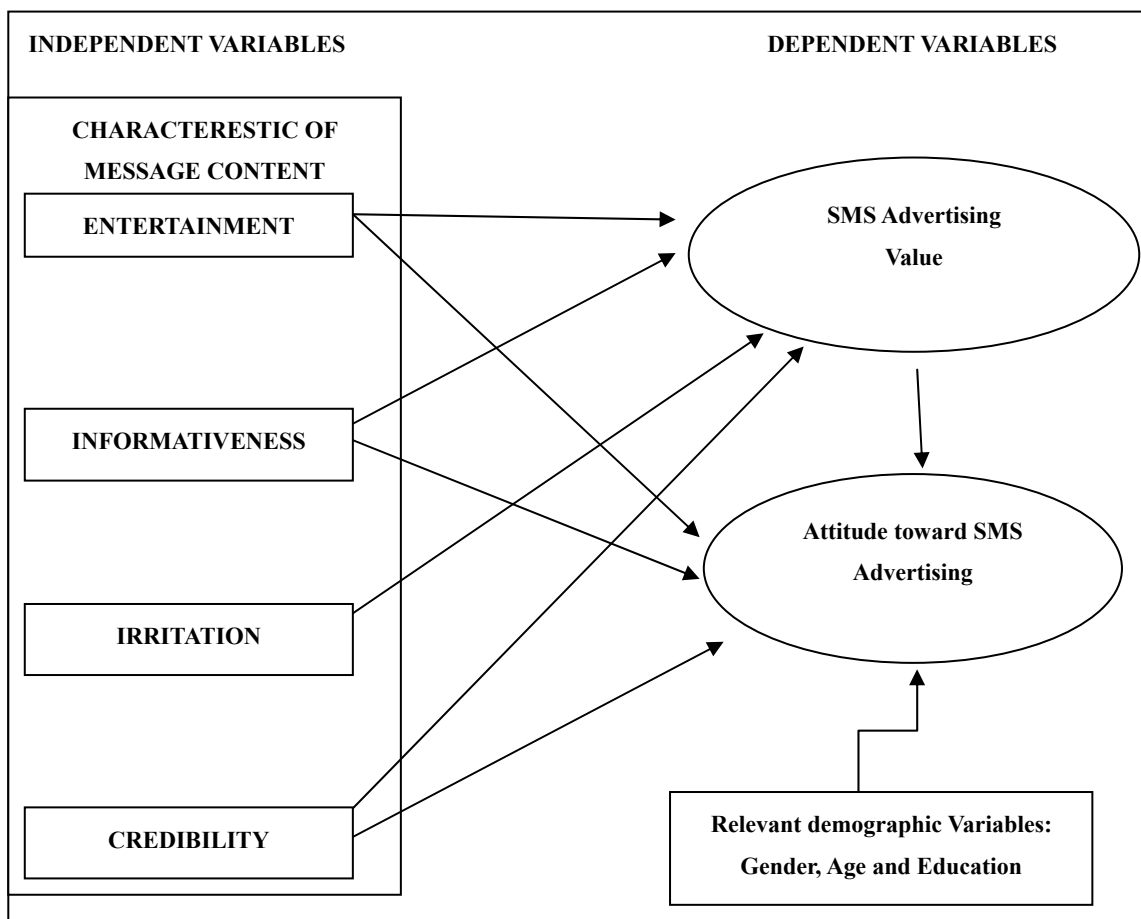 INDEPENDENT VARIABLES
DEPENDENT VARIABLES
CHARACTERESTIC OF
MESSAGE CONTENT
ENTERTAINMENT
SMS Advertising
Value
INFORMATIVENESS
Attitude toward SMS
Advertising
IRRITATION
CREDIBILITY
Relevant demographic Variables:
Gender, Age and Education